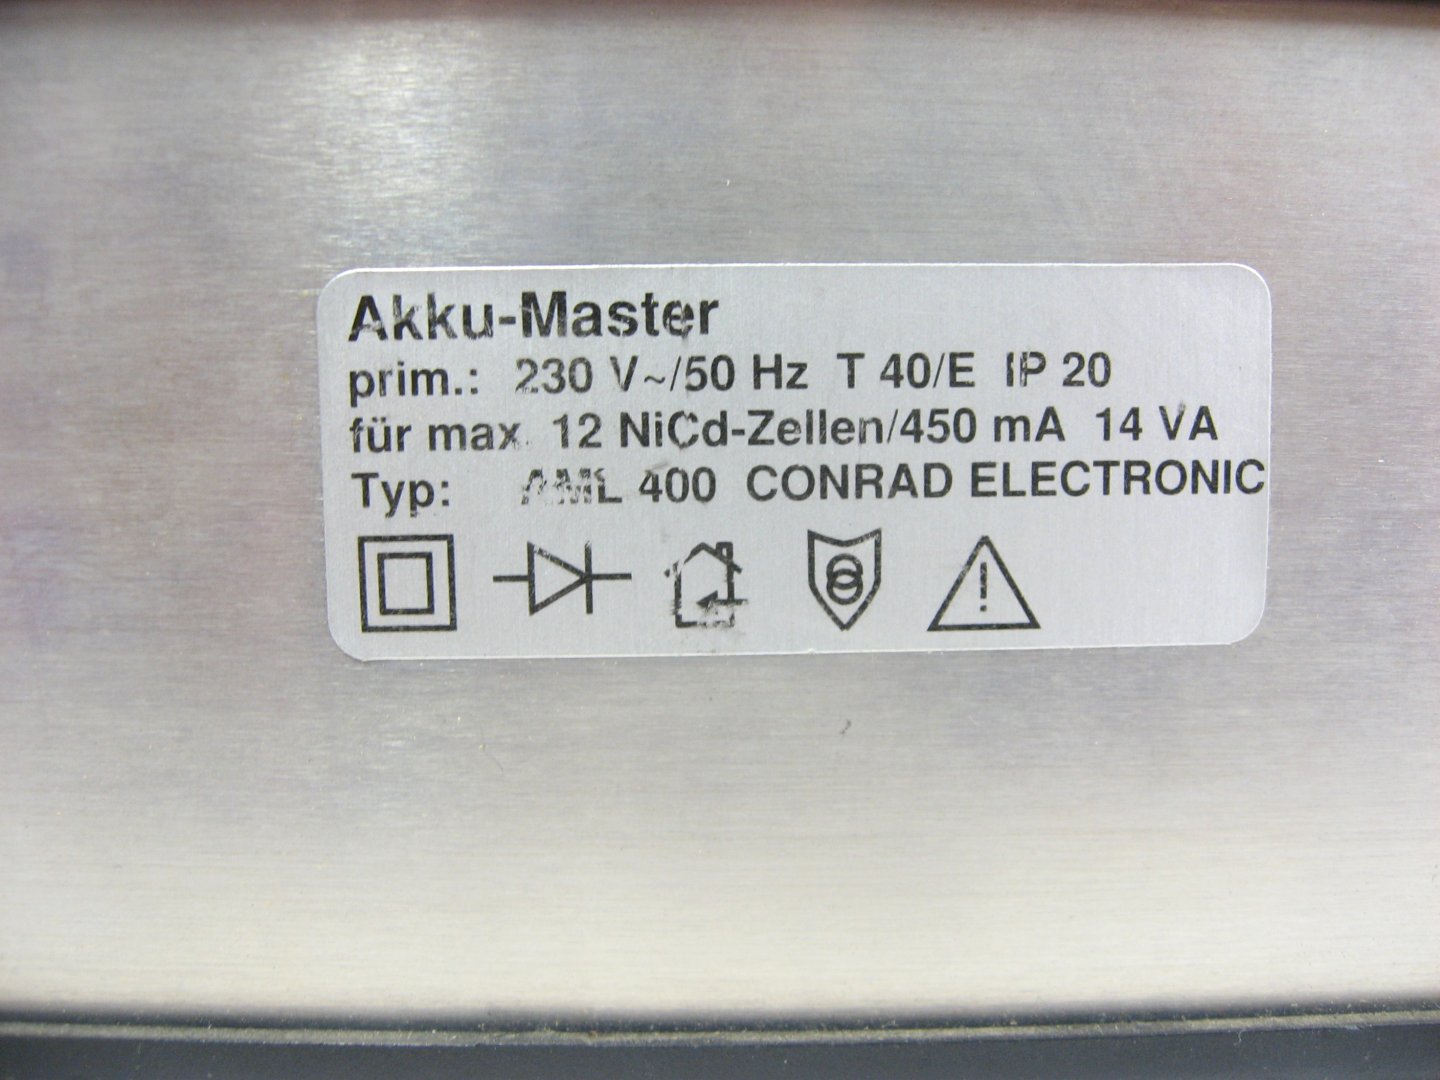 Akku-Master
prim.: 230 V~/50 Hz T 40/E IP 20
für max. 12 NiCd-Zellen/450 mA 14 VA
Typ: AML 400 CONRAD ELECTRONIC